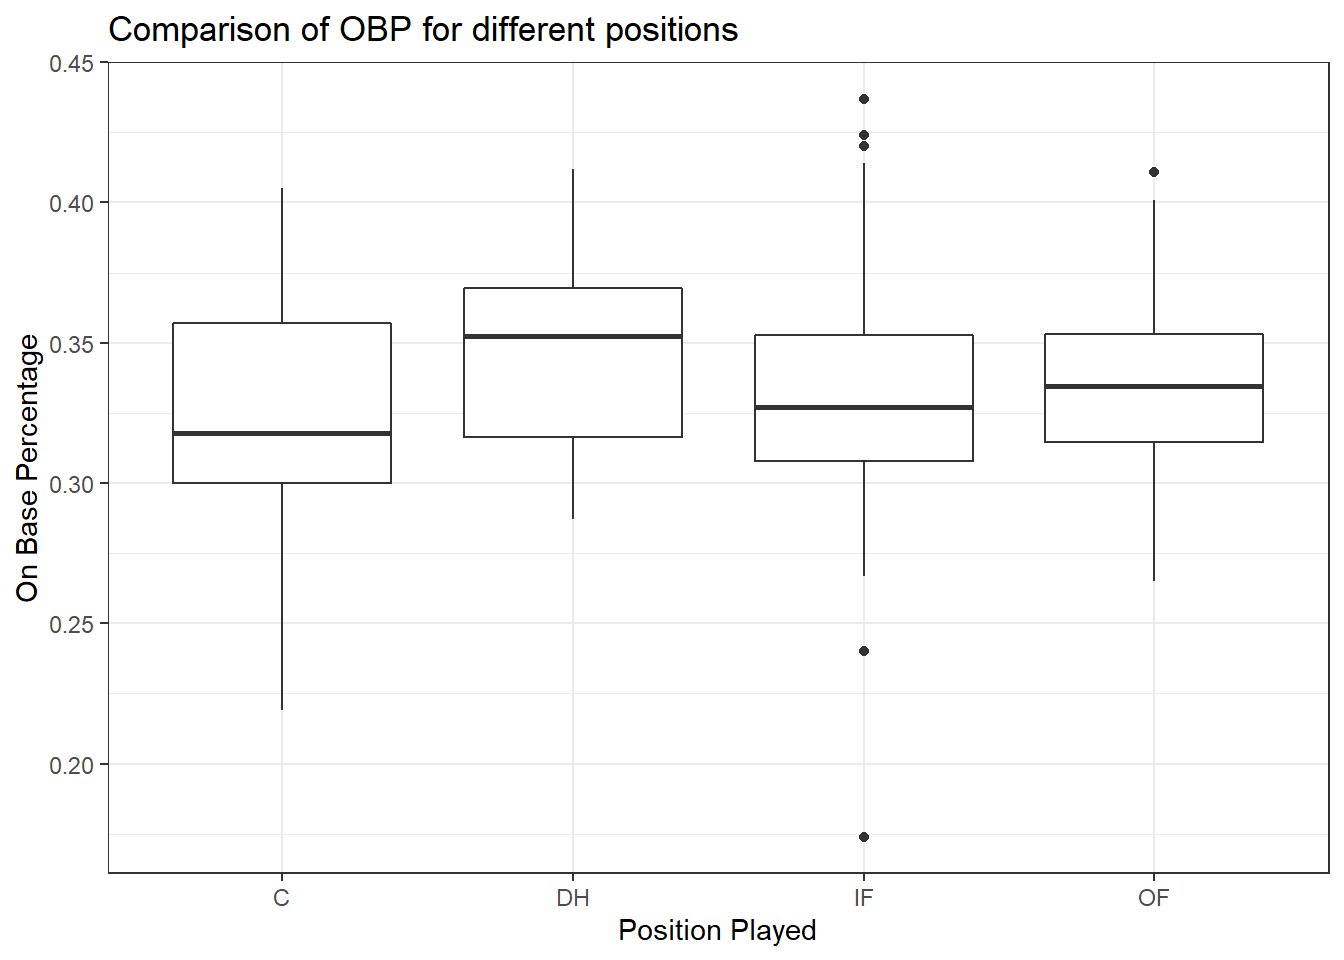 Comparison of OBP for different positions
0.45
0.40
0.35
0.30
0.25
0.20
On Base Percentage
C DH IF OF
Position Played